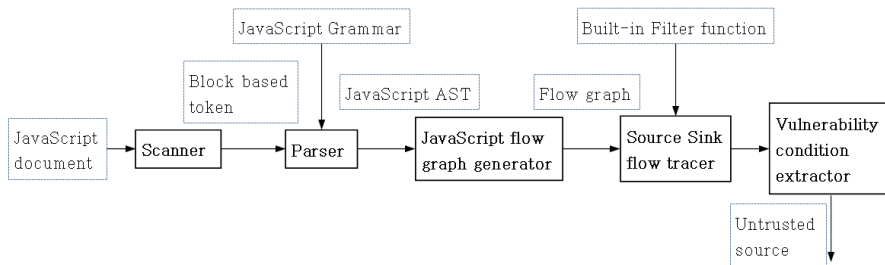 JavaScript Grammar
Built-in Filter function
Block based
token
JavaScript AST
Flow graph
JavaScript
document
Scanner
Parser
JavaScript flow
graph generator
Source Sink
flow tracer
Vulnerability
condition
extractor
Untrusted
source